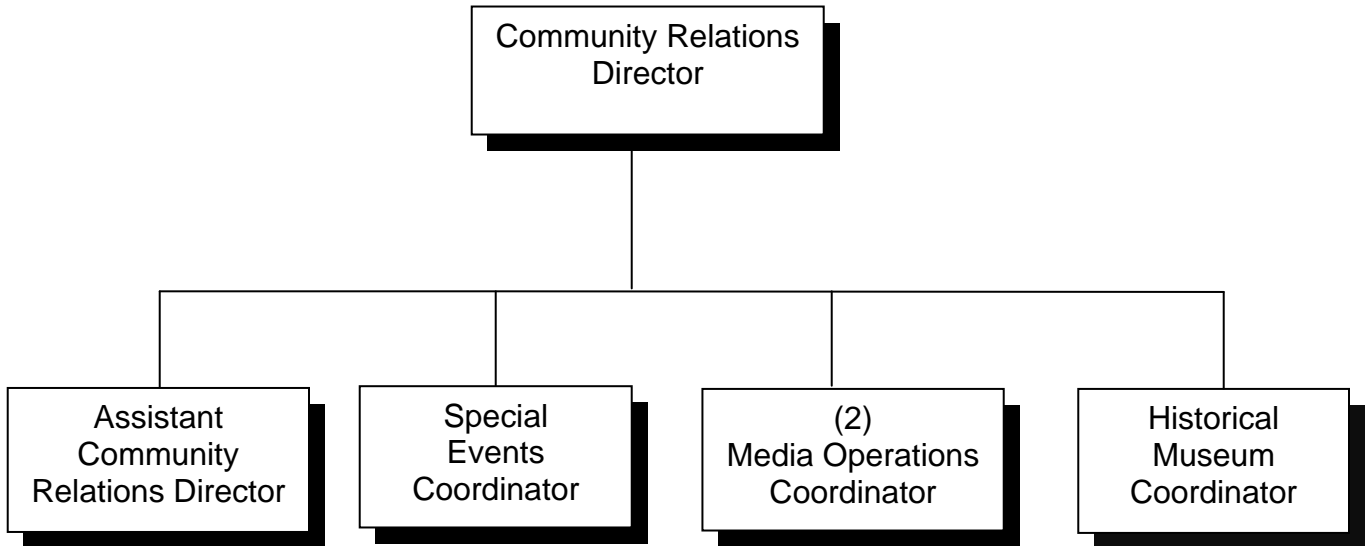 Community Relations
Director
Assistant
Community
Relations Director
Special
Events
Coordinator
(2)
Media Operations
Coordinator
Historical
Museum
Coordinator